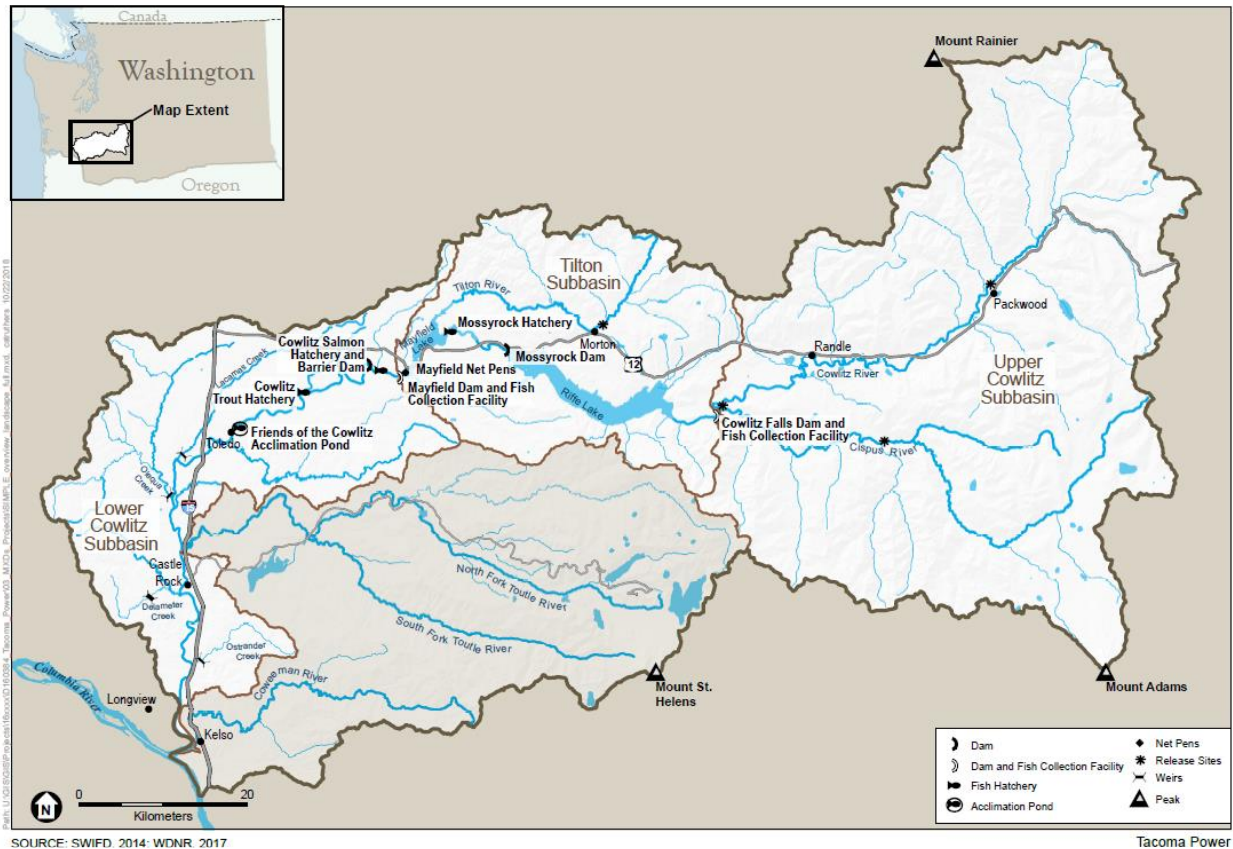 Canada
Washington
Map Extent
Oregon
Mount Rainier
Tilton
Subbasin
Tilton River
Packwood
Mossyrock Hatchery
Mayfield
Lake
Morton
Mossyrock Dam
12
Cowlitz Salmon
Hatchery and
Barrier Dam
Lacamas Creek
Mayfield Net Pens
Mayfield Dam and Fish
Collection Facility
Randle
Cowlitz River
Upper
Cowlitz
Subbasin
Cowlitz
Trout Hatchery
Riffe Lake
Cowlitz Falls Dam and
Fish Collection Facility
Cispus River
Friends of the Cowlitz
Acclimation Pond
Toledo
Olequa
Creek
Lower
Cowlitz
Subbasin
Castle
Rock
Delameter
Creek
North Fork Toutle River
South Fork Toutle River
Ostrander
Creek
Coweeman River
Columbia River
Longview
Kelso
Mount St.
Helens
Mount Adams
Dam
Dam and Fish Collection Facility
Fish Hatchery
Acclimation Pond
Net Pens
Release Sites
Weirs
Peak
N
0
20
Kilometers
SOURCE: SWIFD, 2014; WDNR, 2017
Tacoma Power